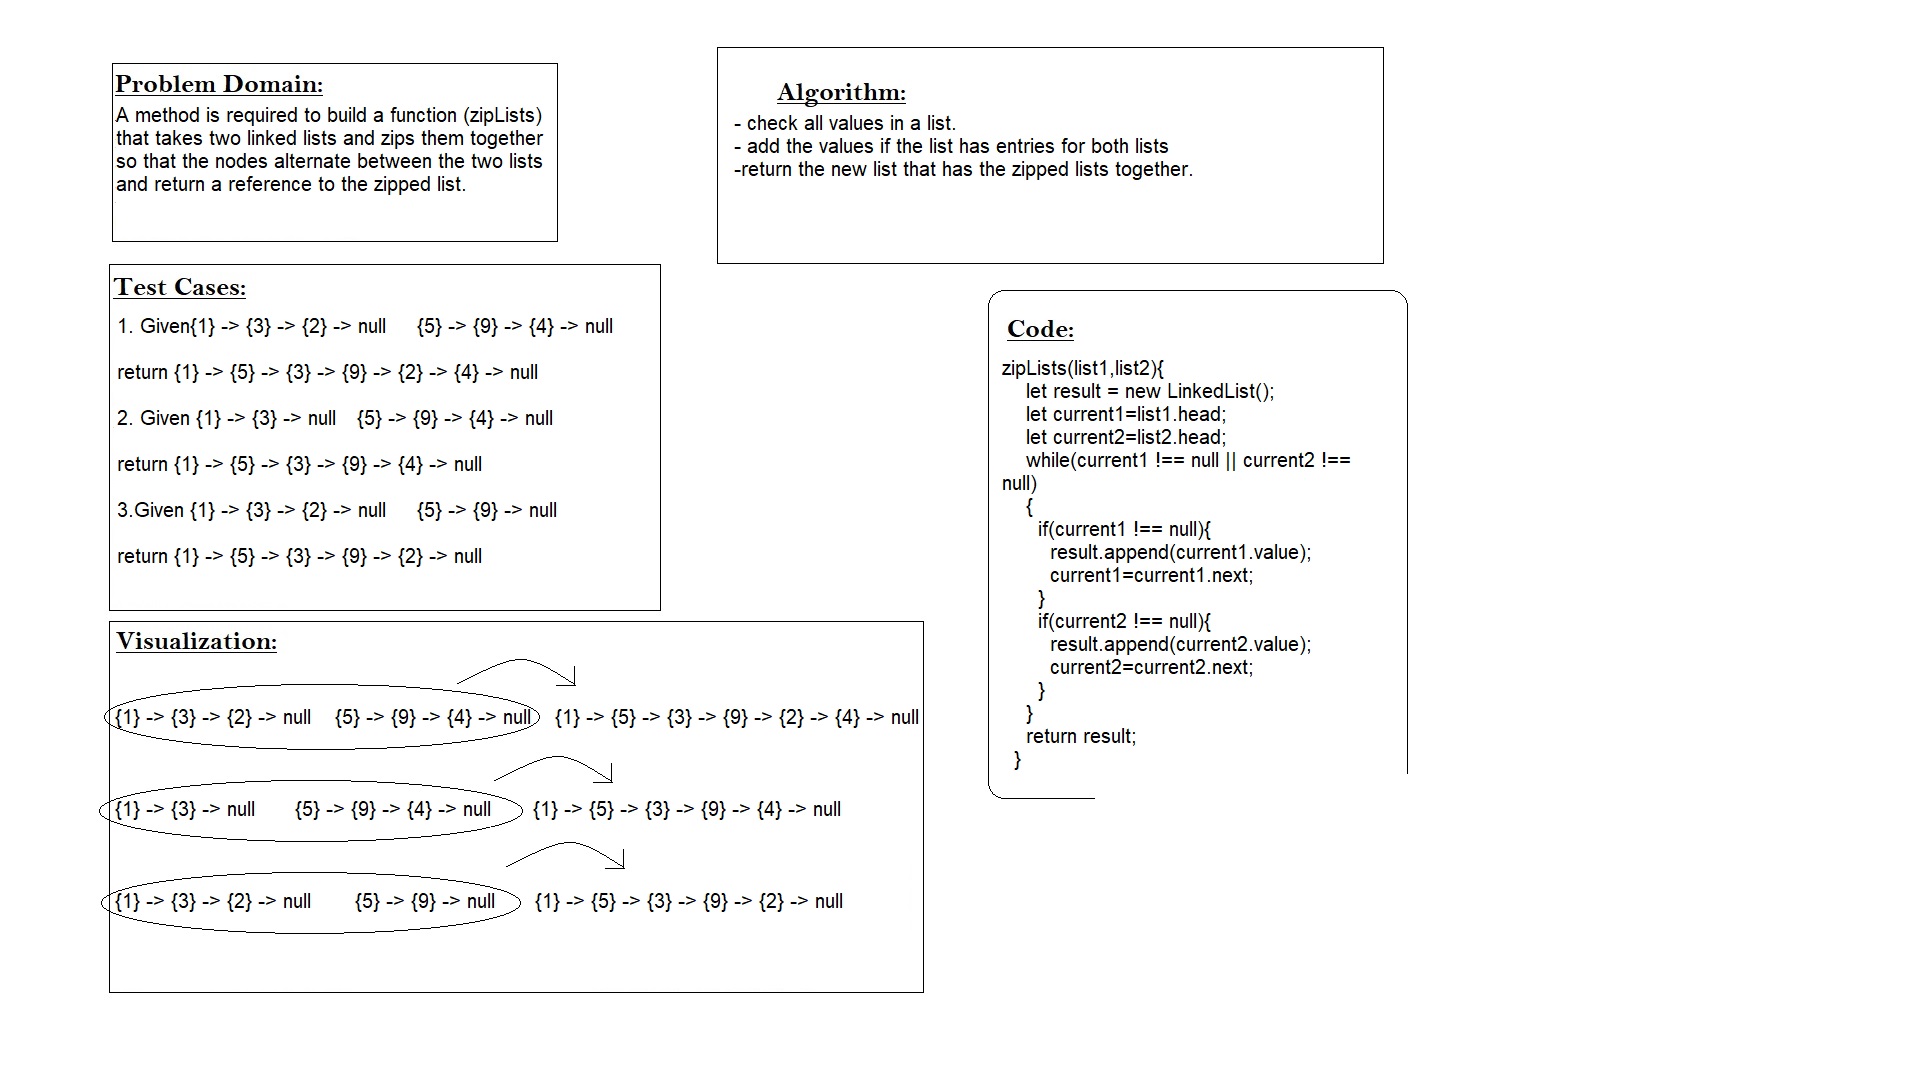 Problem Domain:
A method is required to build a function (zipLists)
that takes two linked lists and zips them together
so that the nodes alternate between the two lists
and return a reference to the zipped list.
Algorithm:
- check all values in a list.
- add the values if the list has entries for both lists
-return the new list that has the zipped lists together.
Test Cases:
1. Given{1} -> {3} -> {2} -> null {5} -> {9} -> {4} -> null
return {1} -> {5} -> {3} -> {9} -> {2} -> {4} -> null
2. Given {1} -> {3} -> null {5} -> {9} -> {4} -> null
return {1} -> {5} -> {3} -> {9} -> {4} -> null
3.Given {1} -> {3} -> {2} -> null {5} -> {9} -> null
return {1} -> {5} -> {3} -> {9} -> {2} -> null
Visualization:
{1} -> {3} -> {2} -> null {5} -> {9} -> {4} -> null {1} -> {5} -> {3} -> {9} -> {2} -> {4} -> null
{1} -> {3} -> null {5} -> {9} -> {4} -> null {1} -> {5} -> {3} -> {9} -> {4} -> null
{1} -> {3} -> {2} -> null {5} -> {9} -> null {1} -> {5} -> {3} -> {9} -> {2} -> null
Code:
zipLists(list1,list2){
let result = new LinkedList();
let current1=list1.head;
let current2=list2.head;
while(current1 !== null || current2 !==
null)
{
if(current1 !== null){
result.append(current1.value);
current1=current1.next;
}
if(current2 !== null){
result.append(current2.value);
current2=current2.next;
}
}
return result;
}